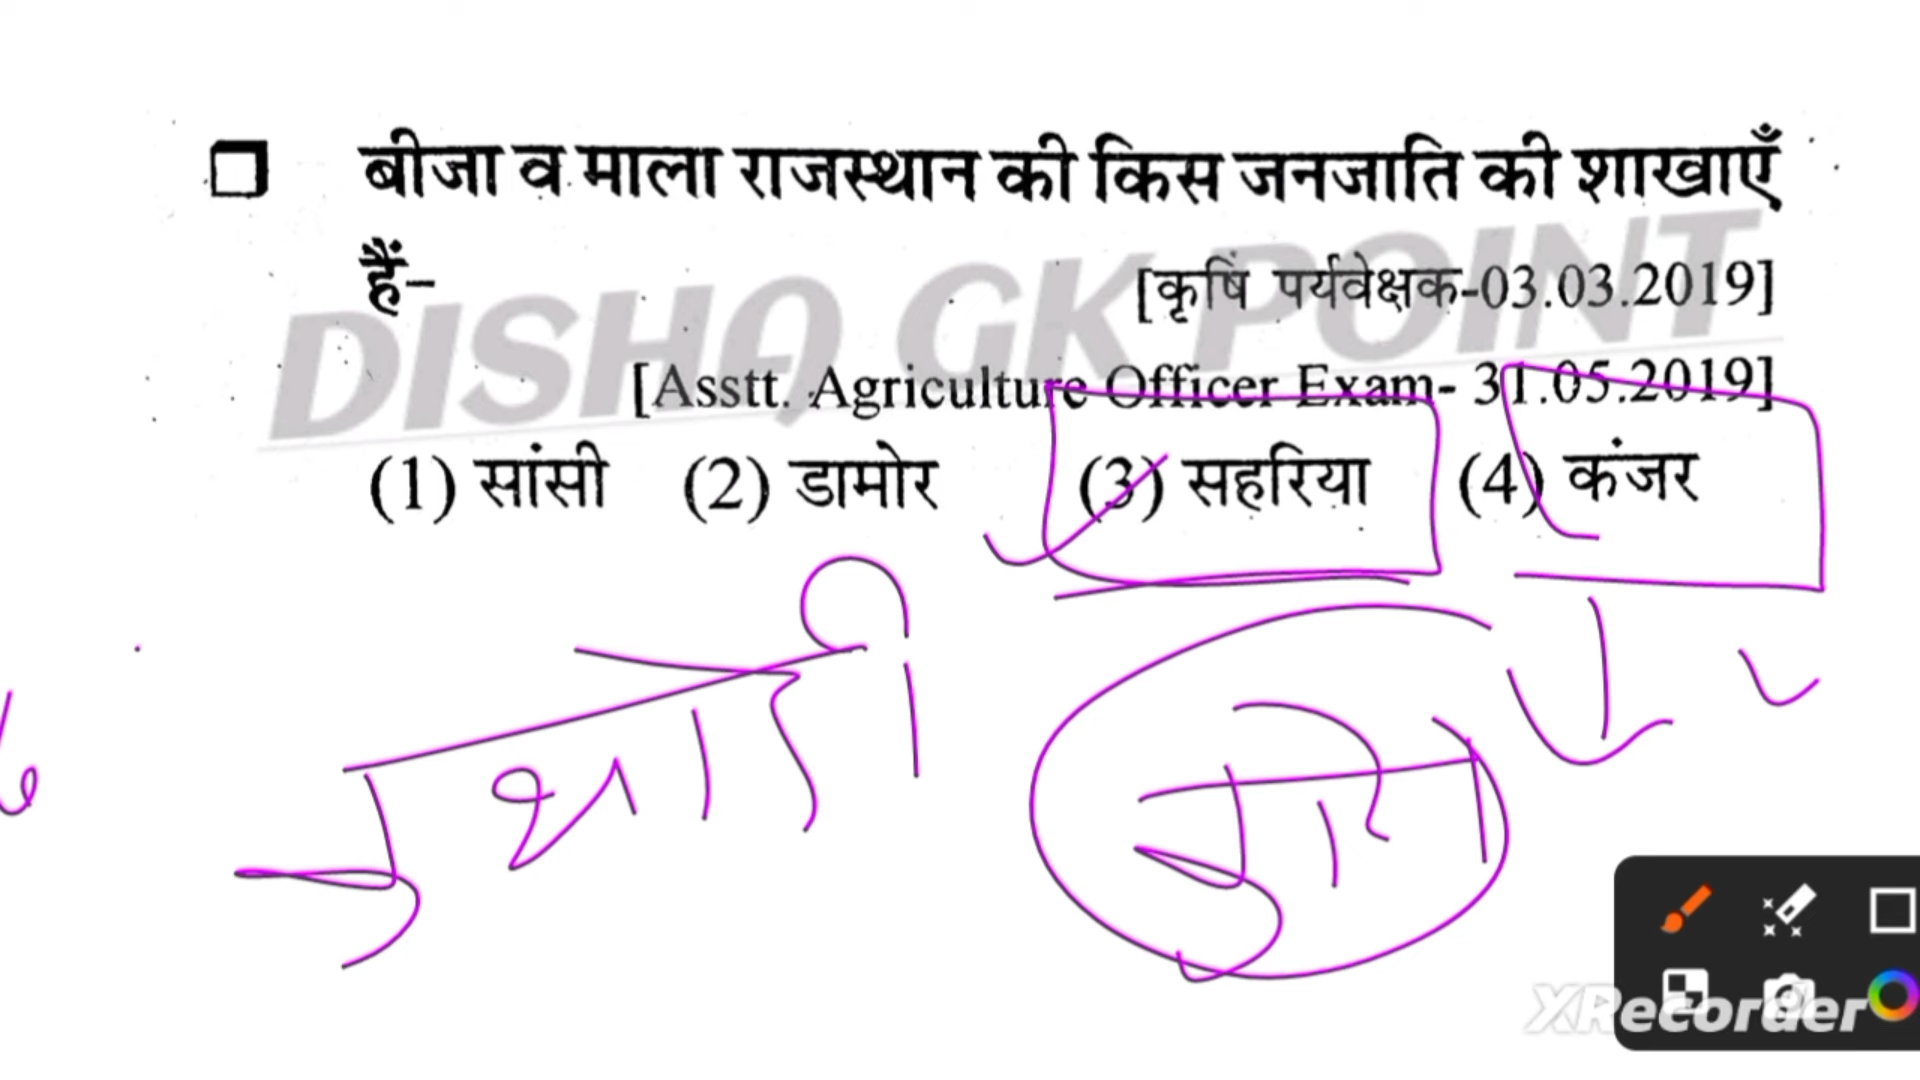 बीजा व माला राजस्थान की किस जनजाति की शाखाएँ
हैं-
[कृषि पर्यवेक्षक-03.03.2019]
DISHA GK POINT
[Asstt. Agriculture Officer Exam- 31.05.2019]
(1) सांसी (2) डामोर (3) सहरिया (4) कंजर
XRecorder